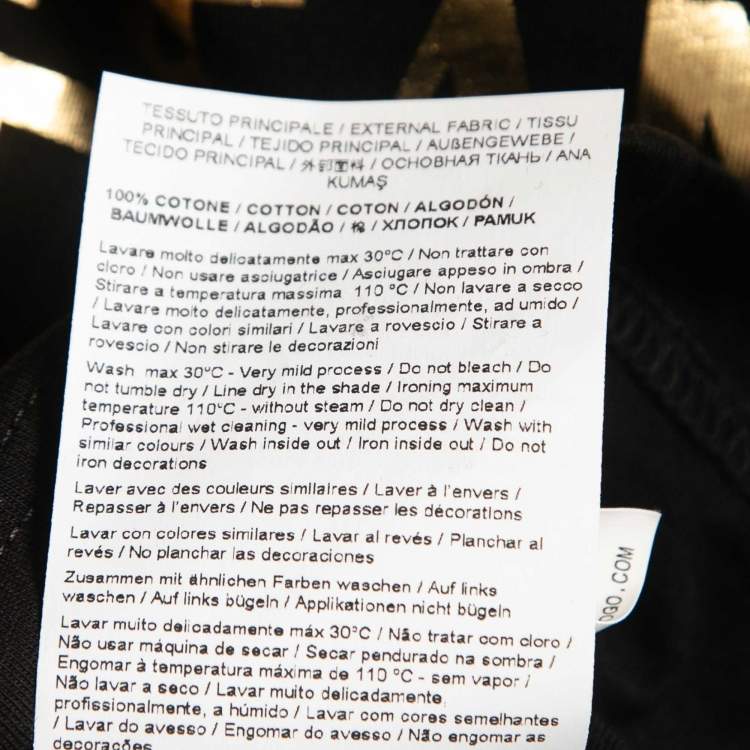 TESSUTO PRINCIPALE / EXTERNAL FABRIC / TISSU
PRINCIPAL / TEJIDO PRINCIPAL / AUßENGEWEBE /
TECIDO PRINCIPAL / 外部面料 / ОСНОВНАЯ ТКАНЬ / ANA
KUMAŞ
100% COTONE / COTTON / COTON / ALGODÓN /
BAUMWOLLE / ALGODÃO / 棉 / ХЛОПОК / PAMUK
Lavare molto delicatamente max 30°C / Non trattare con
cloro / Non usare asciugatrice / Asciugare appeso in ombra /
Stirare a temperatura massima 110 °C / Non lavare a secco
/ Lavare molto delicatamente, professionalmente, ad umido /
Lavare con colori similari / Lavare a rovescio / Stirare a
rovescio / Non stirare le decorazioni
Wash max 30°C - Very mild process / Do not bleach / Do
not tumble dry / Line dry in the shade / Ironing maximum
temperature 110°C - without steam / Do not dry clean /
Professional wet cleaning - very mild process / Wash with
similar colours / Wash inside out / Iron inside out / Do not
iron decorations
Laver avec des couleurs similaires / Laver à l'envers /
Repasser à l'envers / Ne pas repasser les décorations
Lavar con colores similares / Lavar al revés / Planchar al
revés / No planchar las decoraciones
Zusammen mit ähnlichen Farben waschen / Auf links
waschen / Auf links bügeln / Applikationen nicht bügeln
Lavar muito delicadamente máx 30°C / Não tratar com cloro /
Não usar máquina de secar / Secar pendurado na sombra /
Engomar à temperatura máxima de 110 °C - sem vapor /
Não lavar a seco / Lavar muito delicadamente,
profissionalmente, a húmido / Lavar com cores semelhantes
/ Lavar do avesso / Engomar do avesso / Não engomar as
decorações
DGO.COM